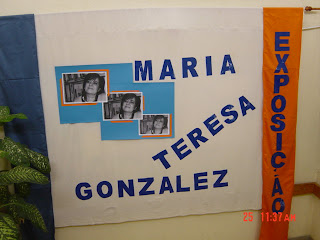 MARIA
TERESA
GONZALEZ
EXPOSIÇÃO
25 11:37AM